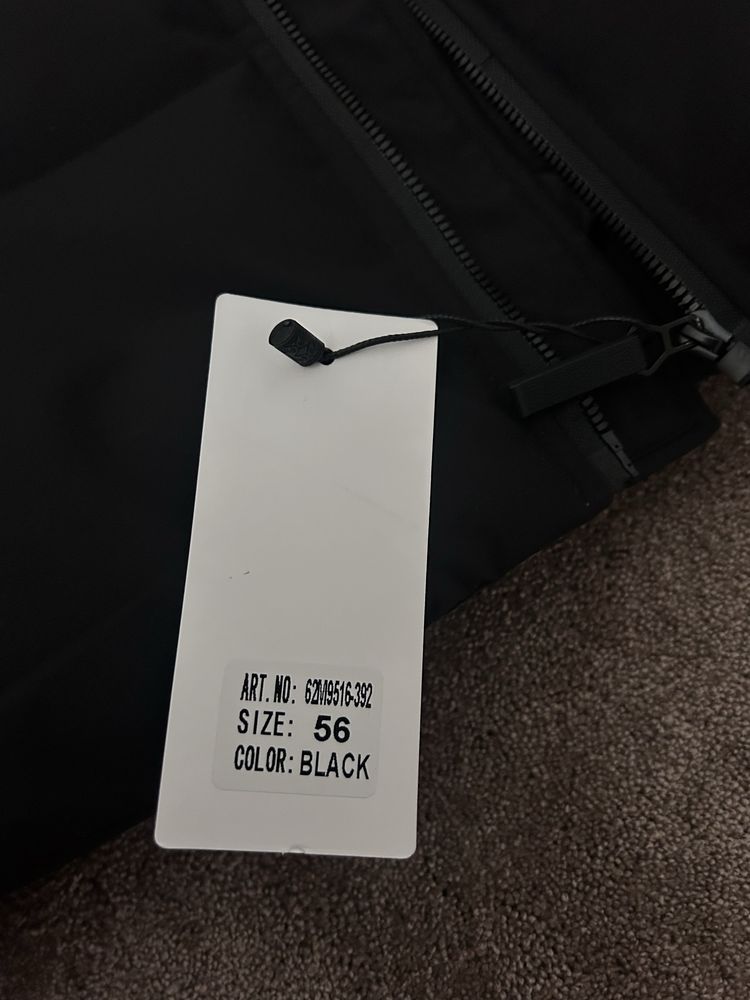 ART.NO: 62M9516-392
SIZE: 56
COLOR: BLACK